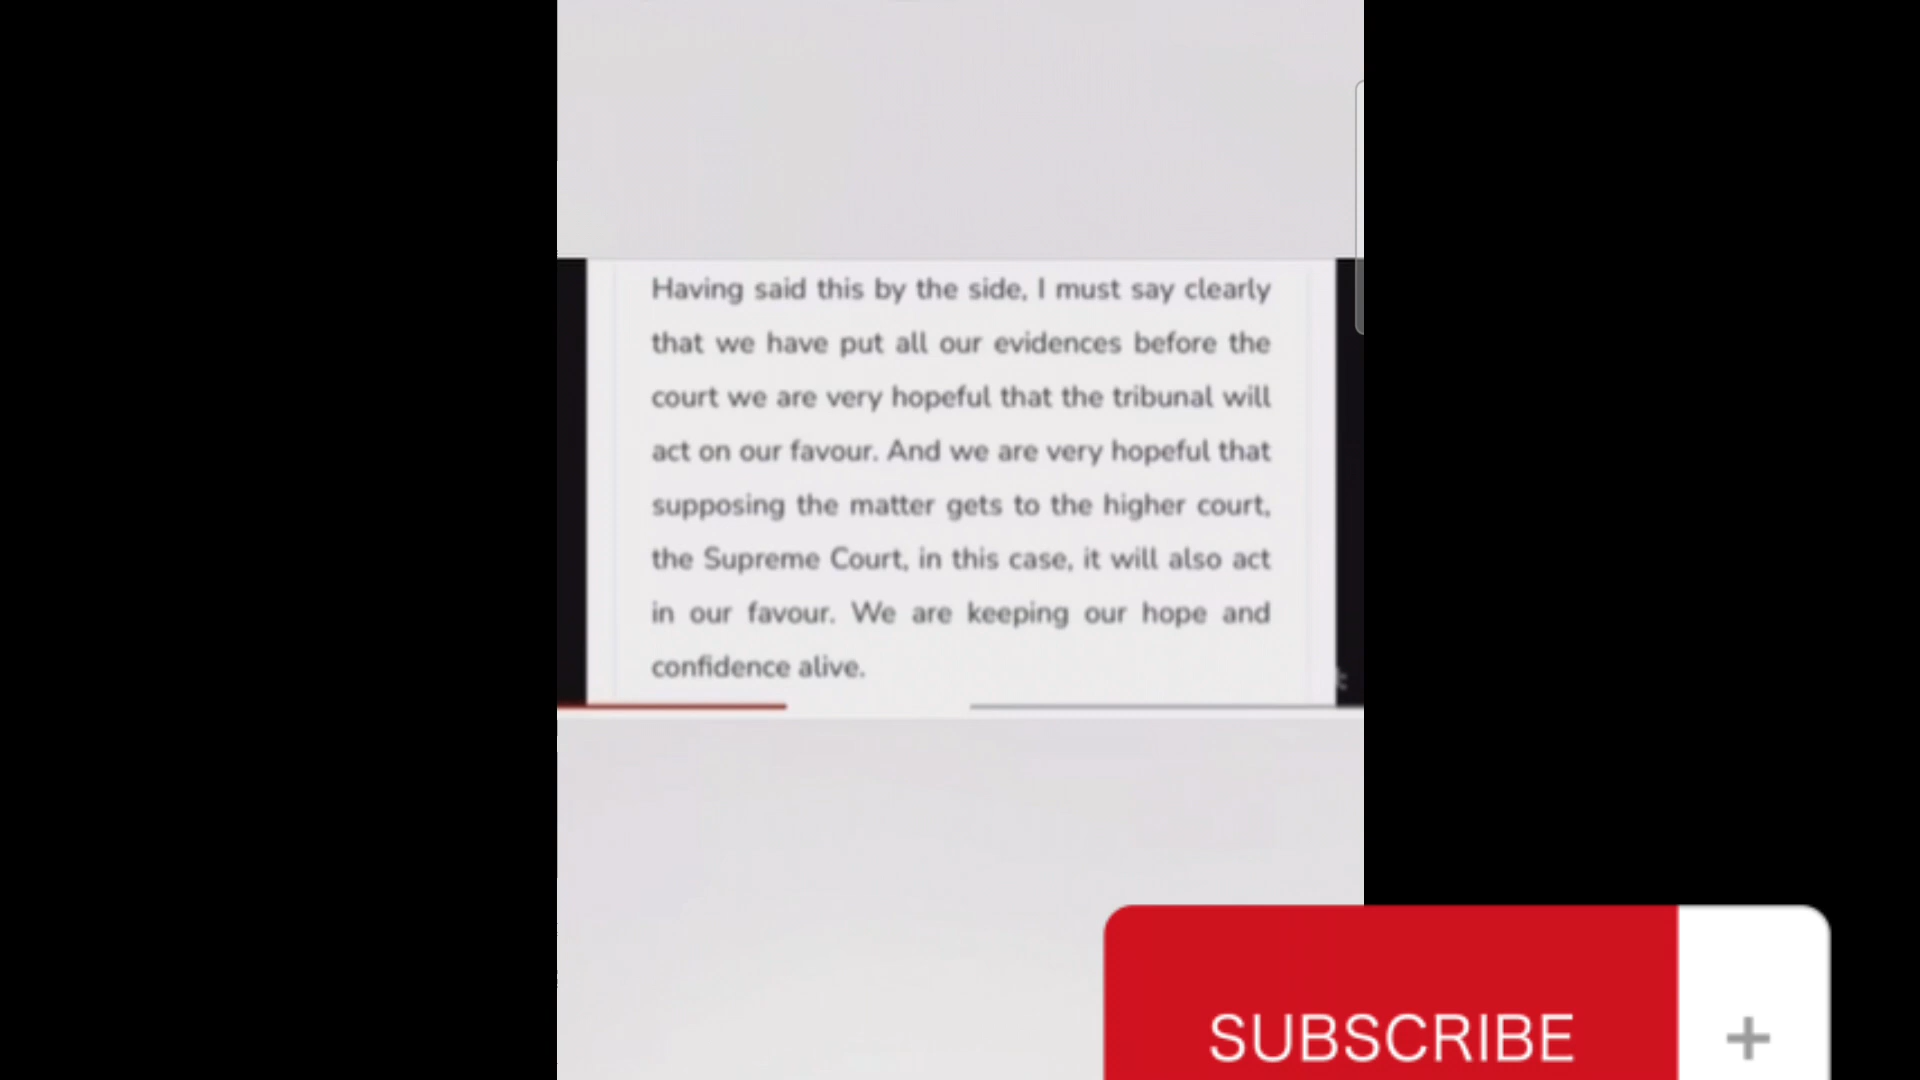 Having said this by the side, I must say clearly
that we have put all our evidences before the
court we are very hopeful that the tribunal will
act on our favour. And we are very hopeful that
supposing the matter gets to the higher court,
the Supreme Court, in this case, it will also act
in our favour. We are keeping our hope and
confidence alive.
SUBSCRIBE +